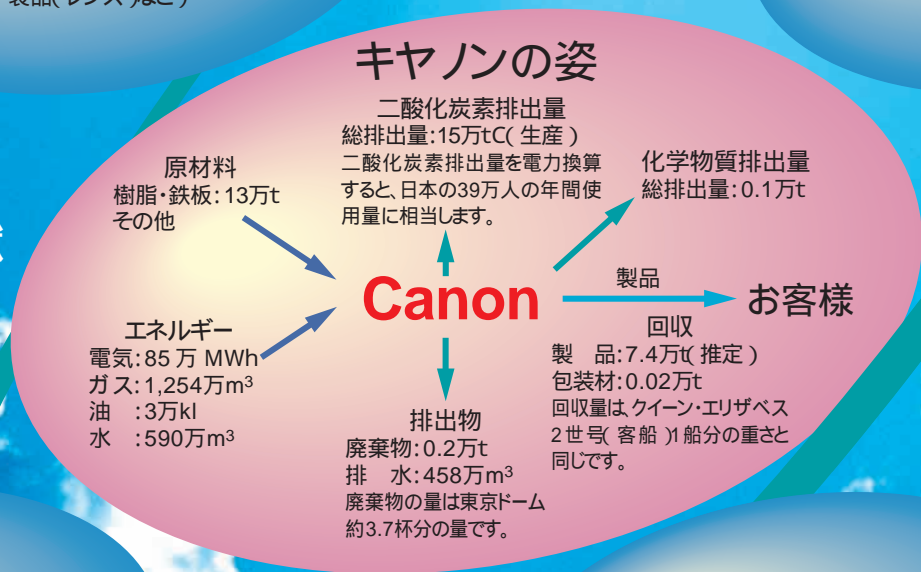 製品(レンズ)など)
キヤノンの姿
二酸化炭素排出量
総排出量:15万tC(生産)
二酸化炭素排出量を電力換算
すると、日本の39万人の年間使
用量に相当します。
原材料
樹脂・鉄板:13万t
その他
化学物質排出量
総排出量:0.1万t
Canon
製品
お客様
エネルギー
電気:85万 MWh
ガス:1,254万m³
油 :3万kl
水 :590万m³
回収
製 品:7.4万t(推定)
包装材:0.02万t
回収量は、クイーン・エリザベス
2世号(客船)1船分の重さと
同じです。
排出物
廃棄物:0.2万t
排 水:458万m³
廃棄物の量は東京ドーム
約3.7杯分の量です。